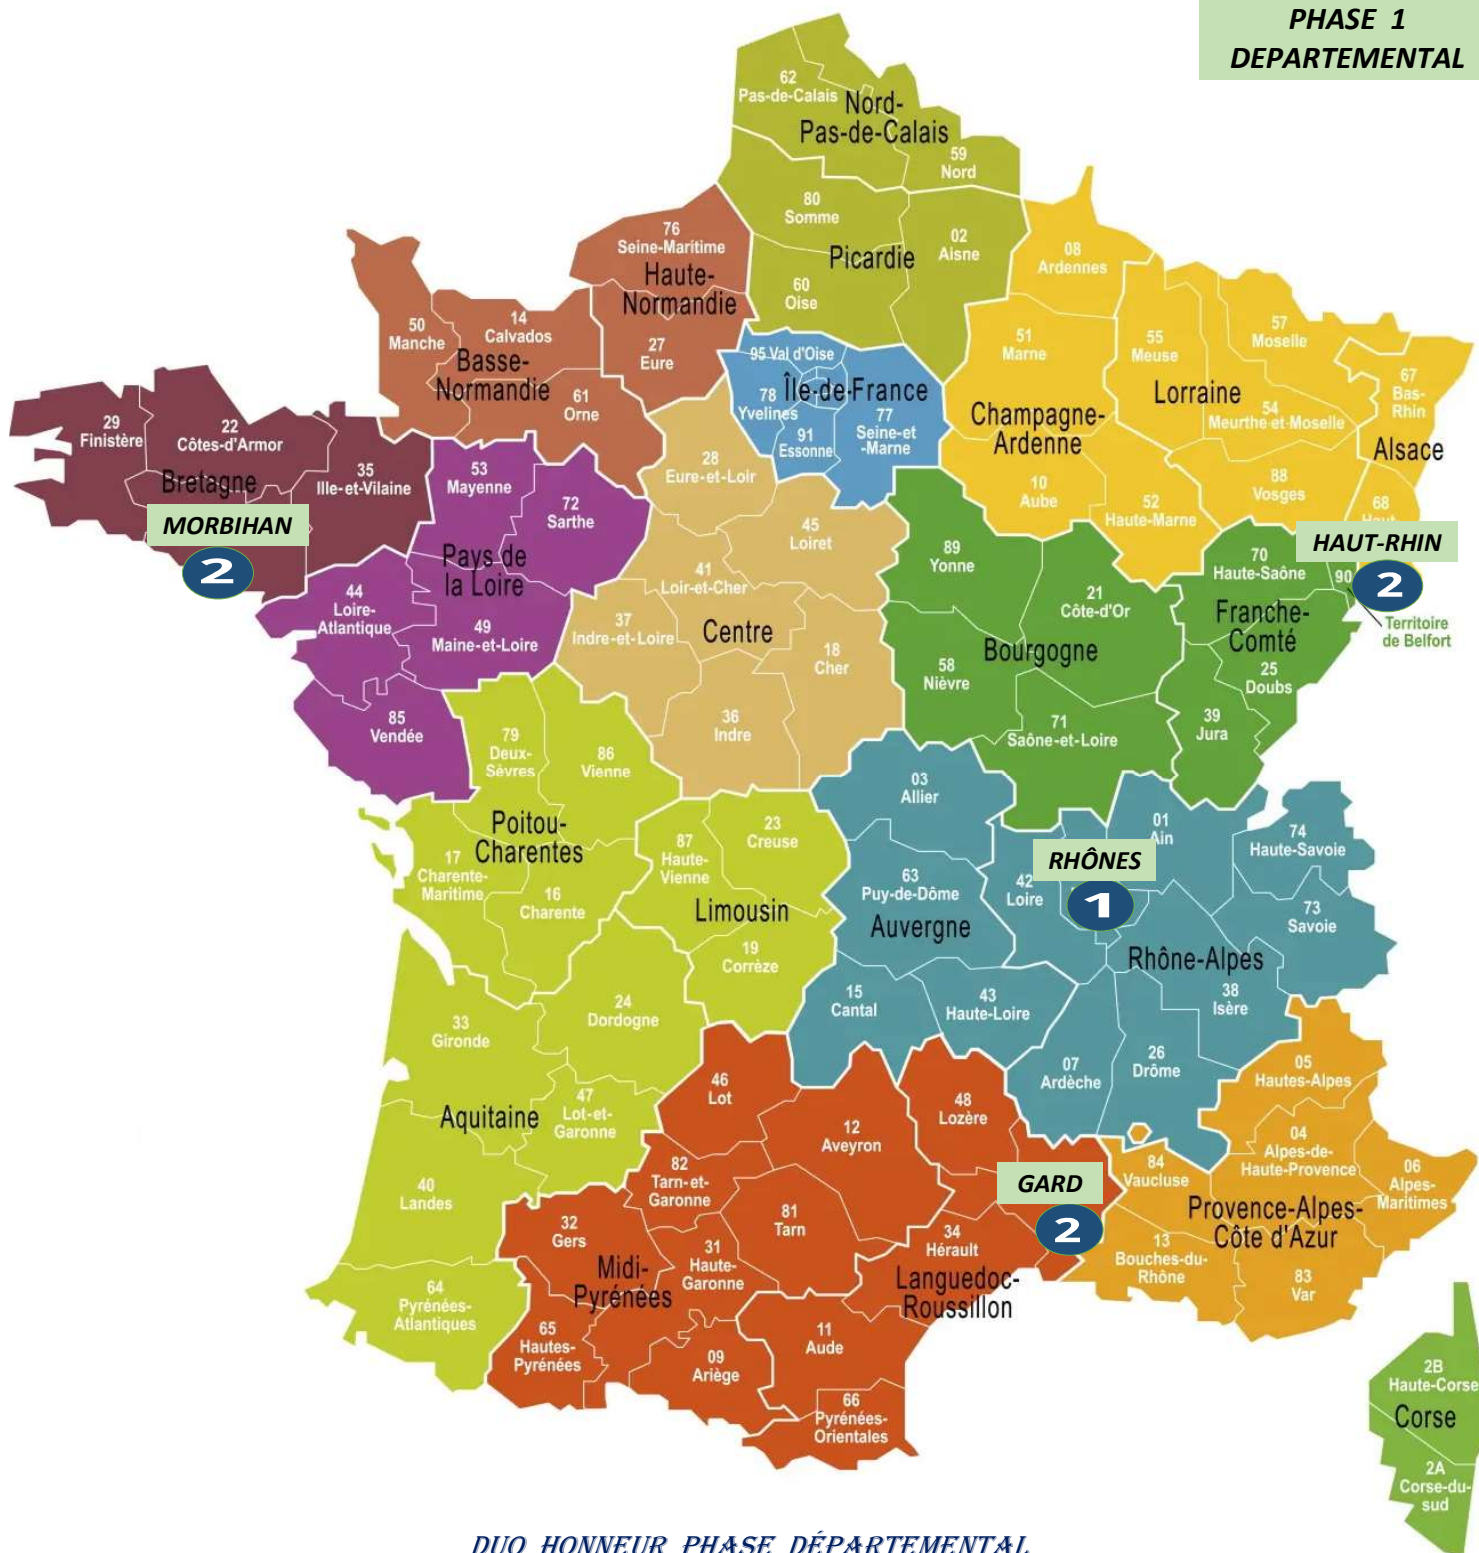 PHASE 1
DEPARTEMENTAL
62
Pas-de-Calais
Nord-
Pas-de-Calais
59
Nord
80
Somme
02
Aisne
Picardie
60
Oise
76
Seine-Maritime
Haute-
Normandie
27
Eure
08
Ardennes
51
Marne
55
Meuse
57
Moselle
Lorraine
54
Meurthe-et-Moselle
67
Bas-
Rhin
Alsace
Champagne-
Ardenne
10
Aube
52
Haute-Marne
88
Vosges
68
HAUT-RHIN
2
50
Manche
14
Calvados
Basse-
Normandie
61
Orne
95 Val d'Oise
Île-de-France
78
Yvelines
91
Essonne
77
Seine-et
-Marne
29
Finistère
22
Côtes-d'Armor
Bretagne
35
Ille-et-Vilaine
MORBIHAN
2
53
Mayenne
72
Sarthe
Pays de
la Loire
44
Loire-
Atlantique
49
Maine-et-Loire
85
Vendée
28
Eure-et-Loir
45
Loiret
41
Loir-et-Cher
37
Indre-et-Loire
Centre
18
Cher
36
Indre
89
Yonne
21
Côte-d'Or
Bourgogne
58
Nièvre
71
Saône-et-Loire
70
Haute-Saône
90
Territoire
de Belfort
Franche-
Comté
25
Doubs
39
Jura
79
Deux-
Sèvres
86
Vienne
Poitou-
Charentes
17
Charente-
Maritime
16
Charente
87
Haute-
Vienne
23
Creuse
Limousin
19
Corrèze
03
Allier
63
Puy-de-Dôme
Auvergne
15
Cantal
43
Haute-Loire
01
Ain
RHÔNES
1
42
Loire
74
Haute-Savoie
73
Savoie
Rhône-Alpes
38
Isère
07
Ardèche
26
Drôme
33
Gironde
24
Dordogne
47
Lot-et-
Garonne
Aquitaine
40
Landes
64
Pyrénées-
Atlantiques
46
Lot
12
Aveyron
82
Tarn-et-
Garonne
81
Tarn
32
Gers
31
Haute-
Garonne
Midi-
Pyrénées
65
Hautes-
Pyrénées
09
Ariège
48
Lozère
GARD
2
34
Hérault
Languedoc-
Roussillon
11
Aude
66
Pyrénées-
Orientales
05
Hautes-Alpes
04
Alpes-de-
Haute-Provence
06
Alpes-
Maritimes
84
Vaucluse
Provence-Alpes-
Côte d'Azur
13
Bouches-du-
Rhône
83
Var
2B
Haute-Corse
Corse
2A
Corse-du-
sud
DUO HONNEUR PHASE DÉPARTEMENTAL